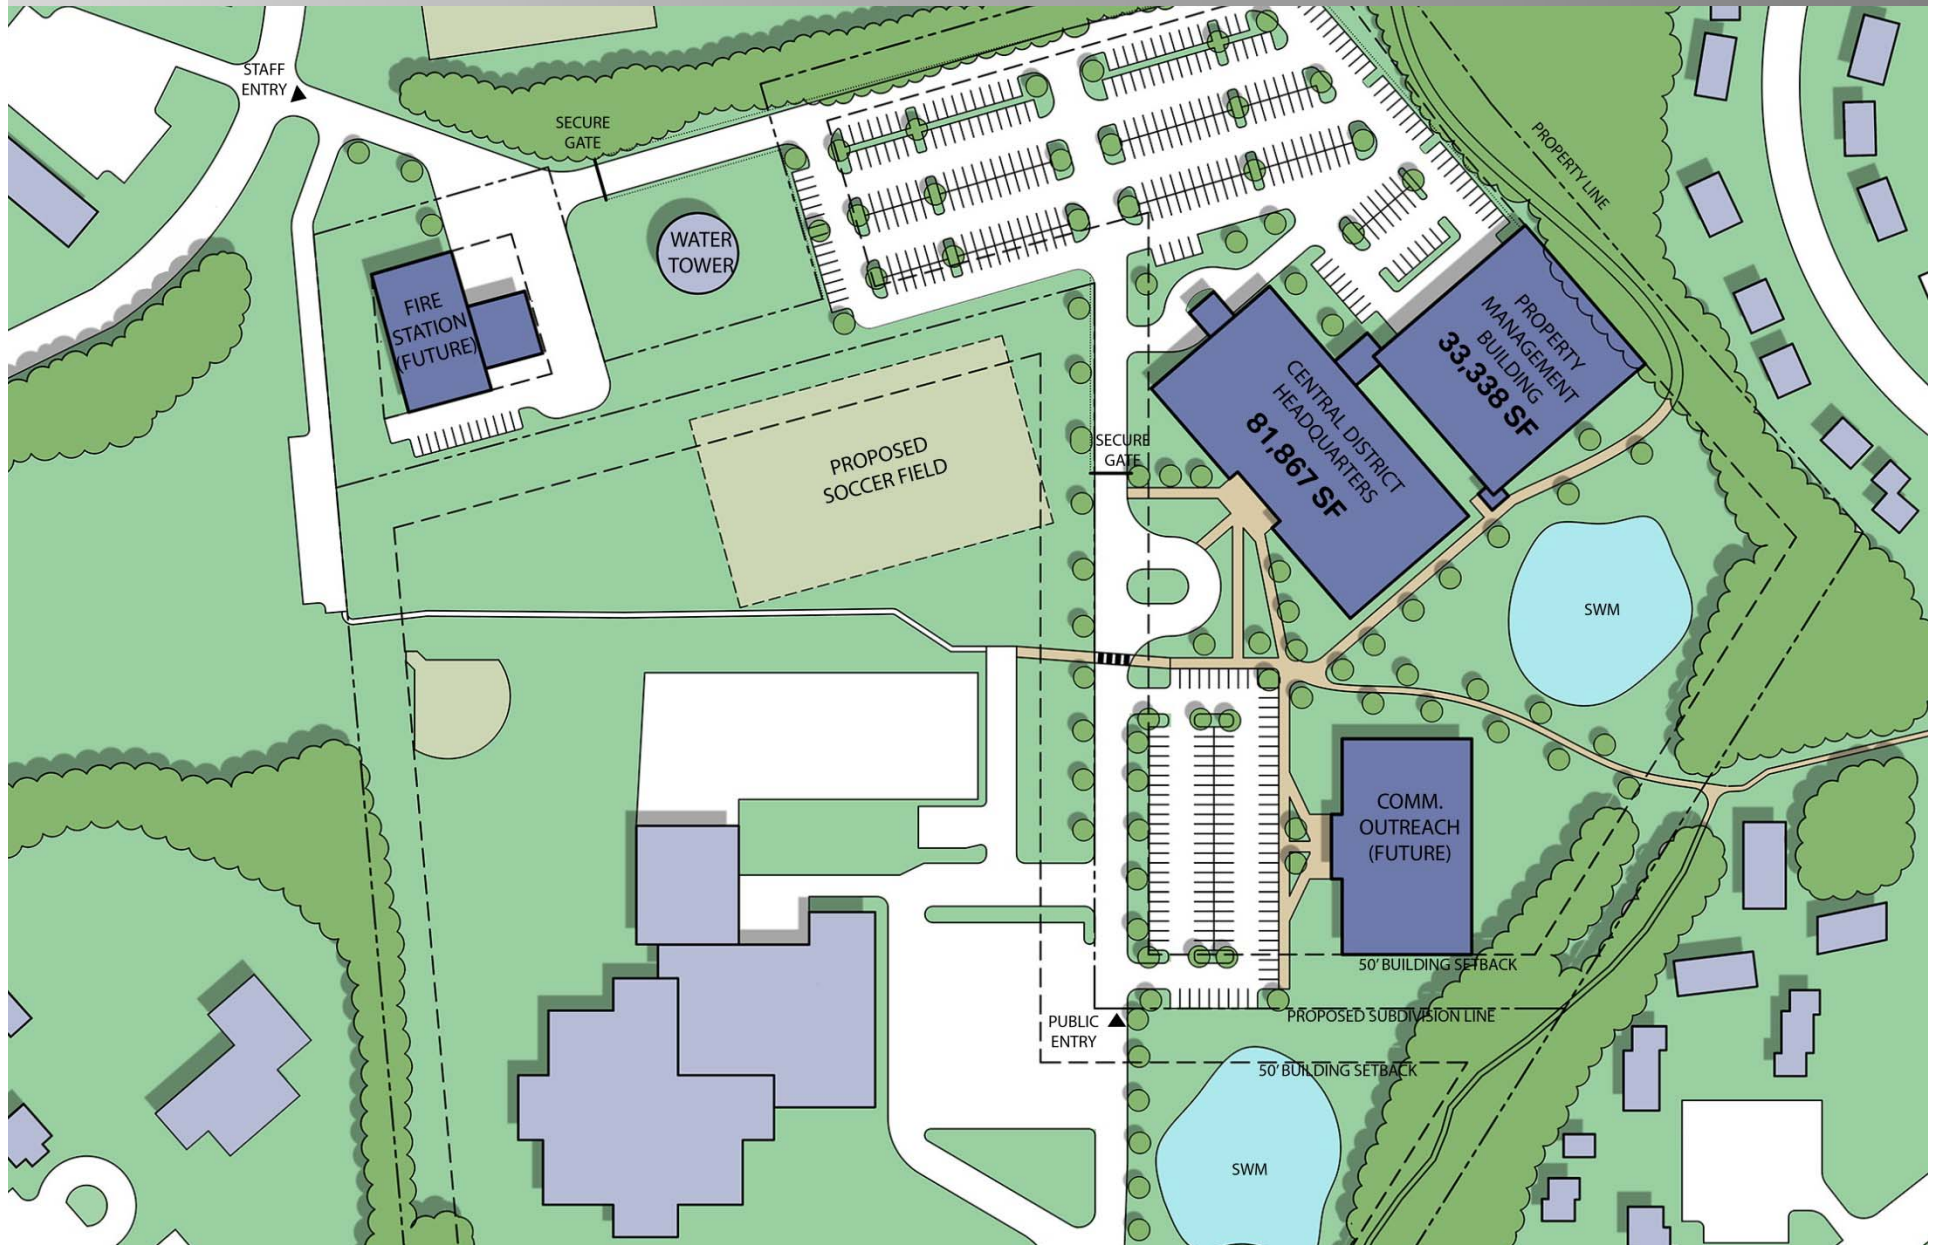 STAFF
ENTRY
SECURE
GATE
PROPERTY LINE
WATER
TOWER
FIRE
STATION
(FUTURE)
PROPERTY
MANAGEMENT
BUILDING
33,338 SF
CENTRAL DISTRICT
HEADQUARTERS
81,867 SF
SECURE
GATE
PROPOSED
SOCCER FIELD
SWM
COMM.
OUTREACH
(FUTURE)
50' BUILDING SETBACK
PROPOSED SUBDIVISION LINE
PUBLIC
ENTRY
50' BUILDING SETBACK
SWM